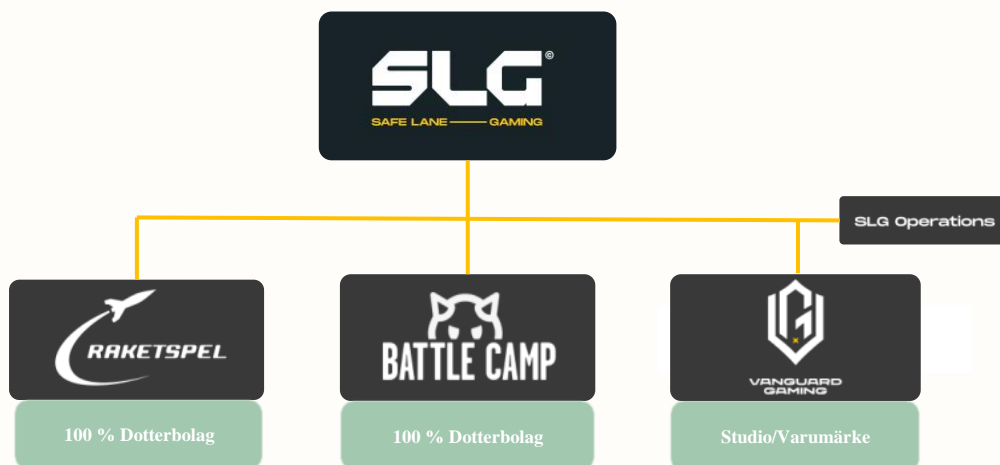 SLG©
SAFE LANE GAMING
SLG Operations
RAKETSPEL
BATTLE CAMP
VANGUARD
GAMING
100 % Dotterbolag
100 % Dotterbolag
Studio/Varumärke